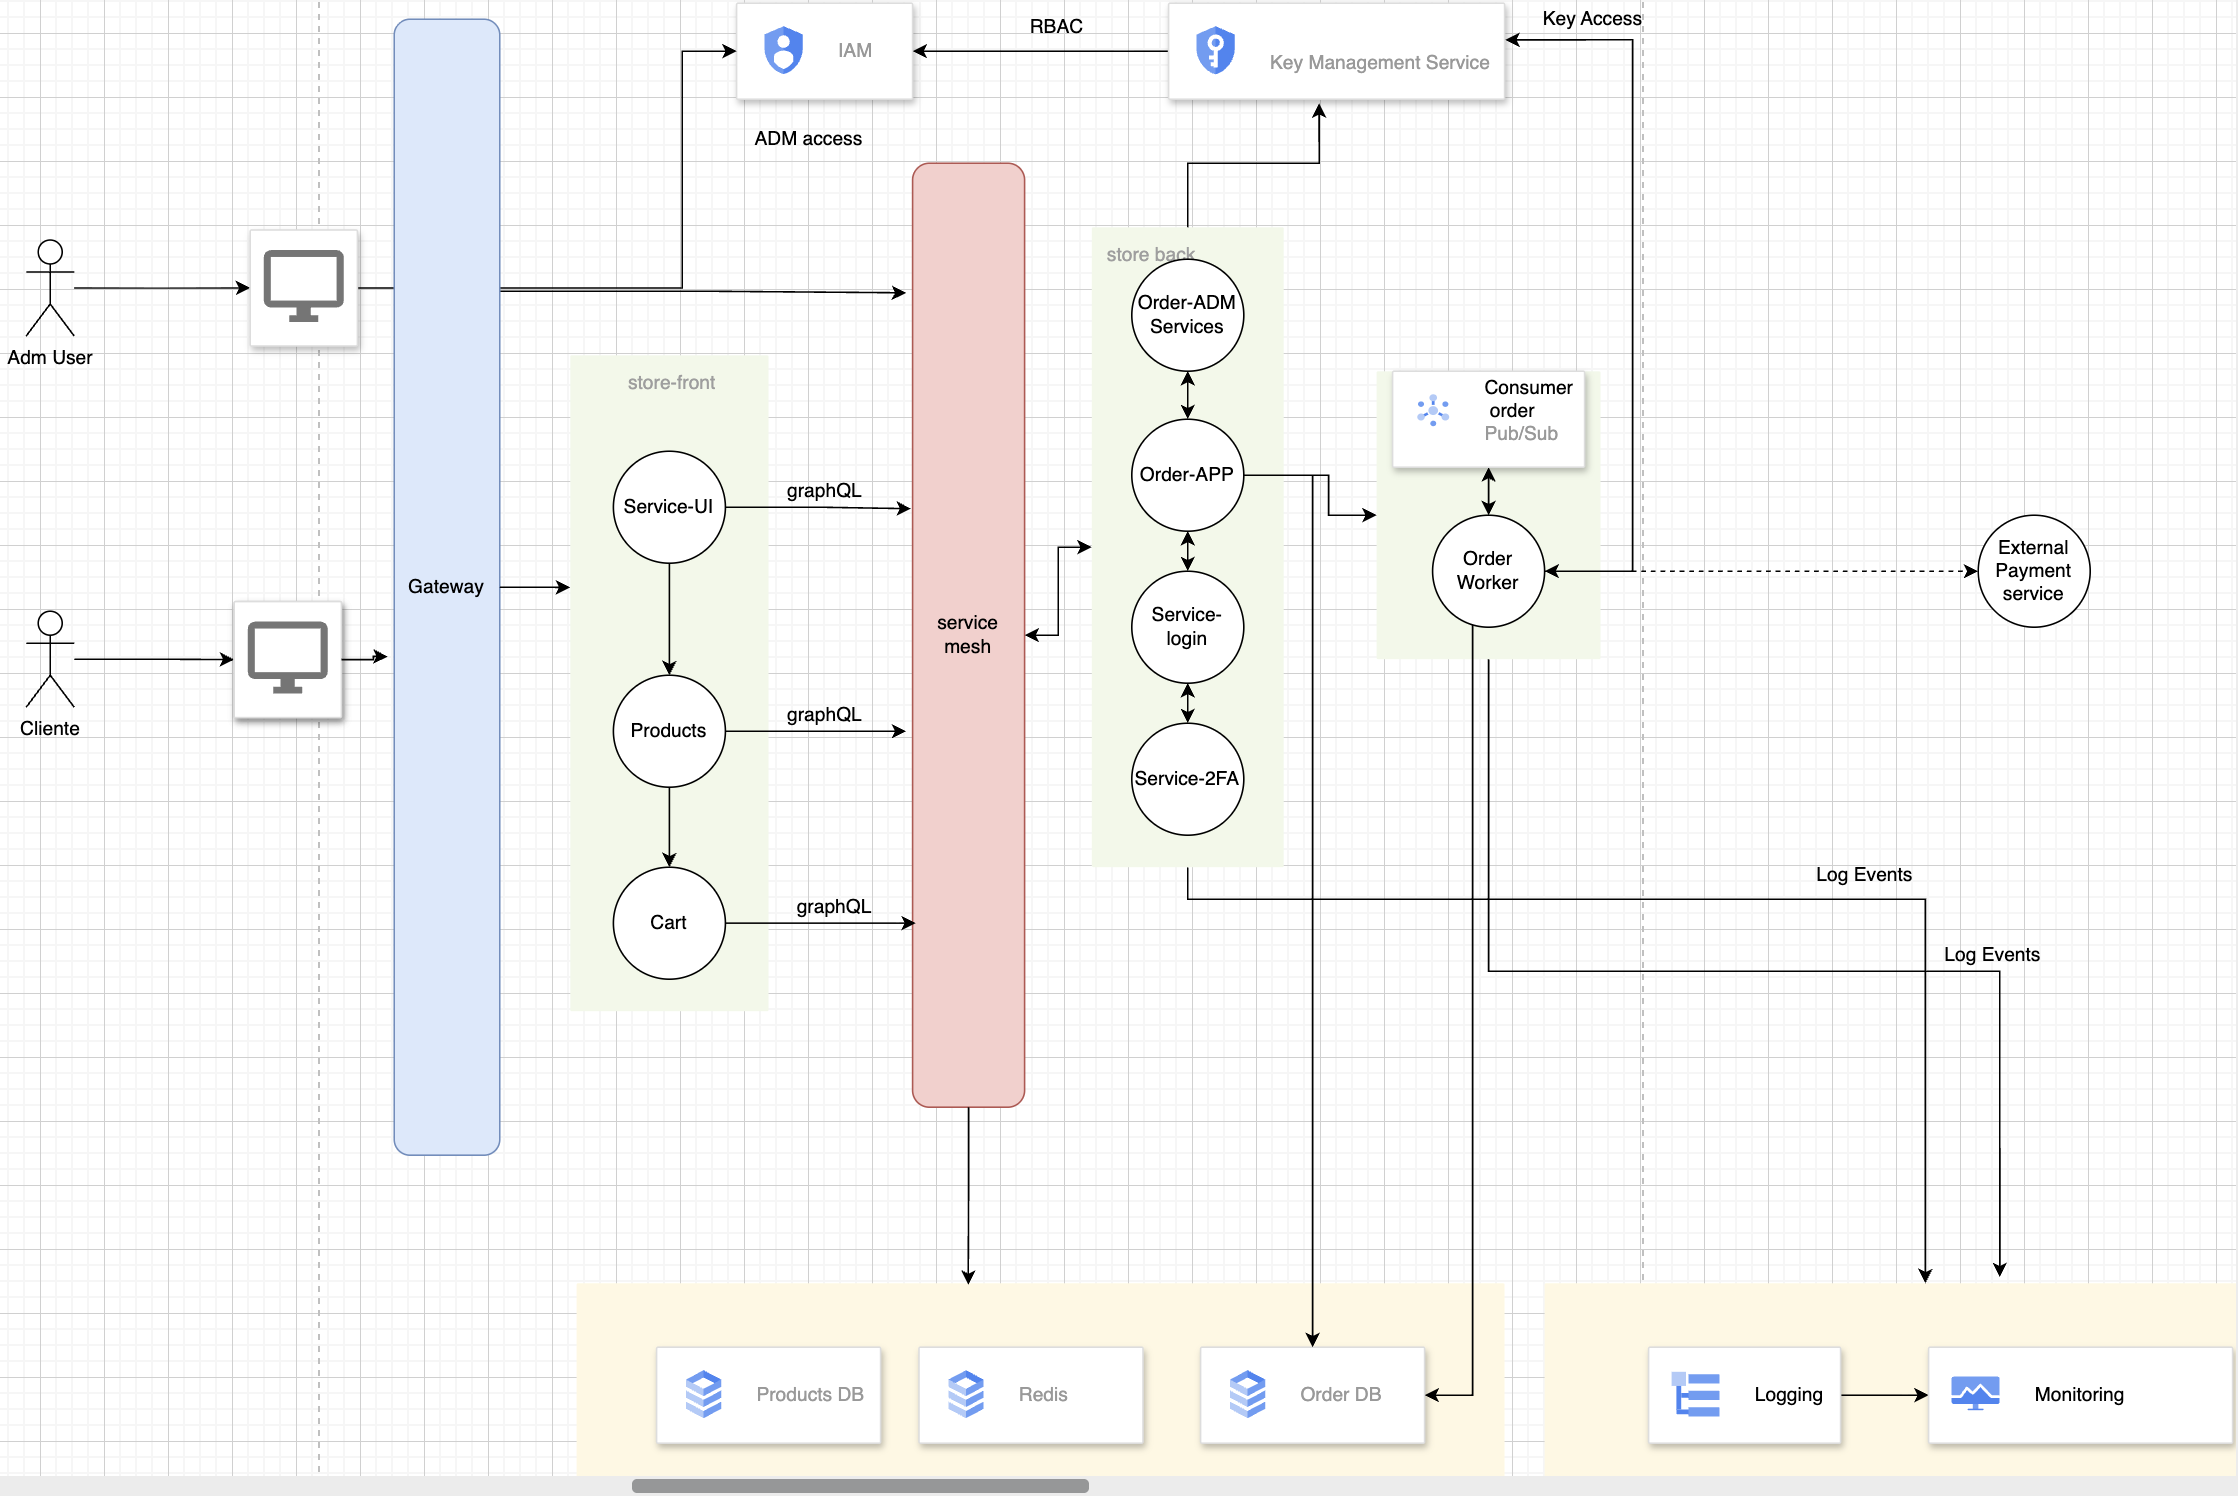 RBAC
Key Access
IAM
Key Management Service
ADM access
store back
Order-ADM
Services
Adm User
store-front
Consumer
order
Pub/Sub
Order-APP
graphQL
Service-UI
External
Payment
service
Order
Worker
Gateway
service
mesh
Service-
login
graphQL
Products
Cliente
Service-2FA
Log Events
graphQL
Cart
Log Events
Products DB
Redis
Order DB
Logging
Monitoring